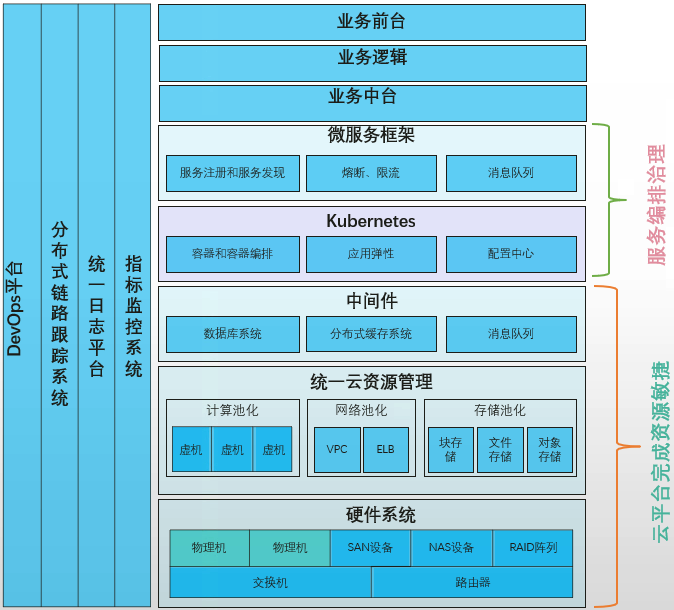 DevOps平台
分布式链路跟踪系统
统一日志平台
指标监控系统
业务前台
业务逻辑
业务中台
微服务框架
服务注册和服务发现
熔断、限流
消息队列
Kubernetes
容器和容器编排
应用弹性
配置中心
中间件
数据库系统
分布式缓存系统
消息队列
统一云资源管理
计算池化
虚机
虚机
虚机
网络池化
VPC
ELB
存储池化
块存
储
文件
存储
对象
存储
硬件系统
物理机
物理机
SAN设备
NAS设备
RAID阵列
交换机
路由器
服务编排治理
云平台完成资源敏捷